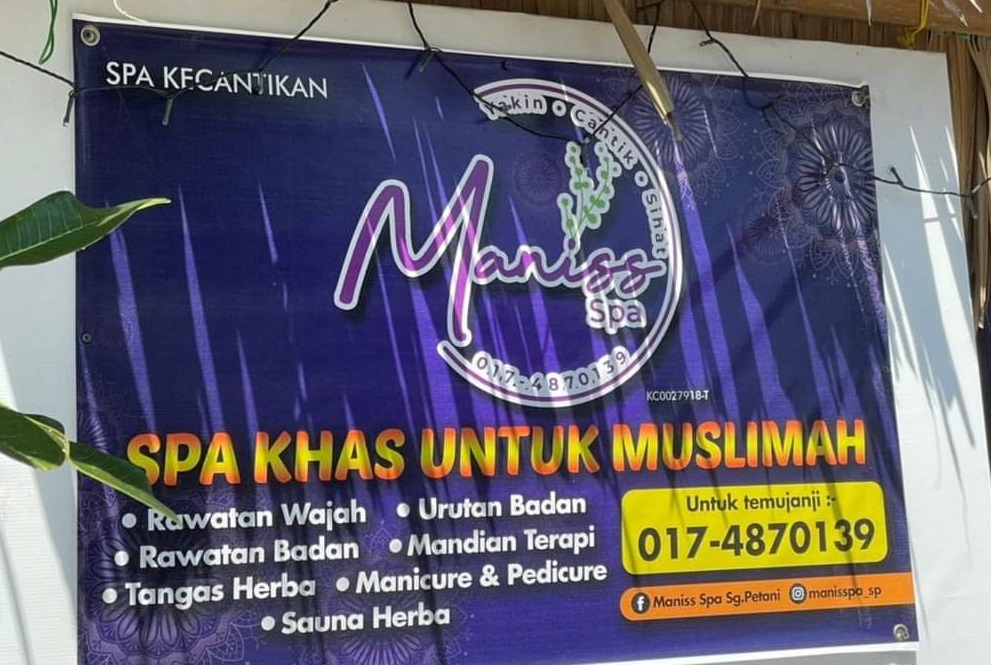 SPA KECANTIKAN
Yakin o Cantik o Sihat
Maniss
Spa
017-4870139
KC0027918-T
SPA KHAS UNTUK MUSLIMAH
• Rawatan Wajah • Urutan Badan
• Rawatan Badan • Mandian Terapi
• Tangas Herba • Manicure & Pedicure
• Sauna Herba
Untuk temujanji :-
017-4870139
Maniss Spa Sg.Petani manisspa_sp